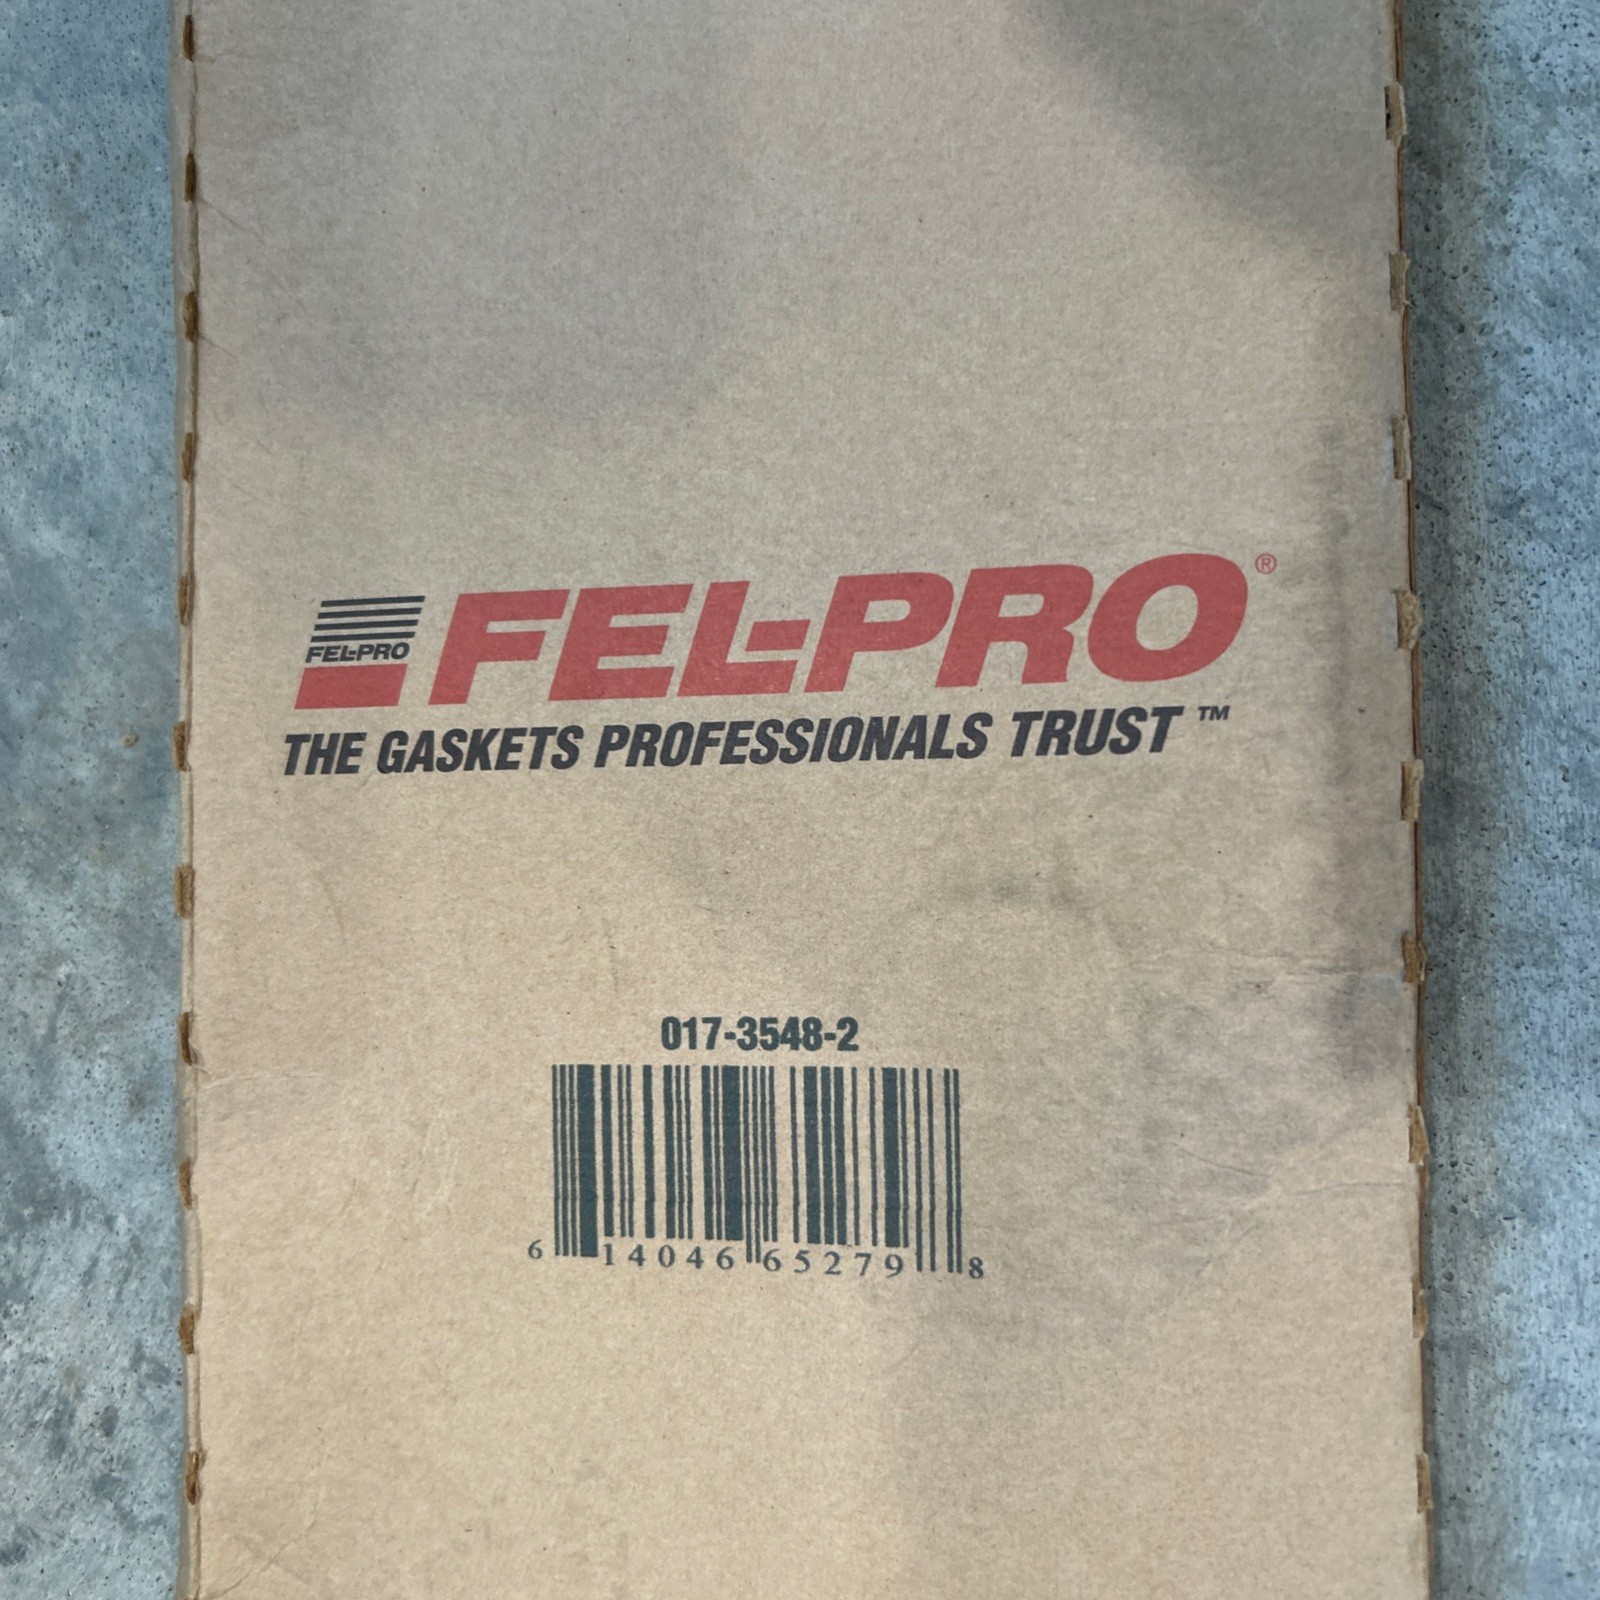 FEL-PRO
FEL-PRO®
THE GASKETS PROFESSIONALS TRUST™
017-3548-2
6 14046 65279 8